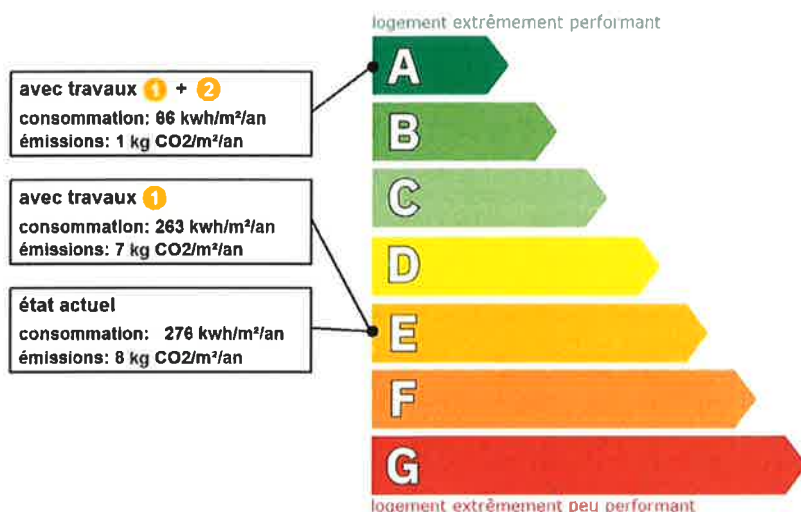 logement extrêmement performant
avec travaux 1 + 2
consommation: 66 kwh/m²/an
émissions: 1 kg CO2/m²/an
avec travaux 1
consommation: 263 kwh/m²/an
émissions: 7 kg CO2/m²/an
état actuel
consommation: 276 kwh/m²/an
émissions: 8 kg CO2/m²/an
A
B
C
D
E
F
G
logement extrêmement peu performant